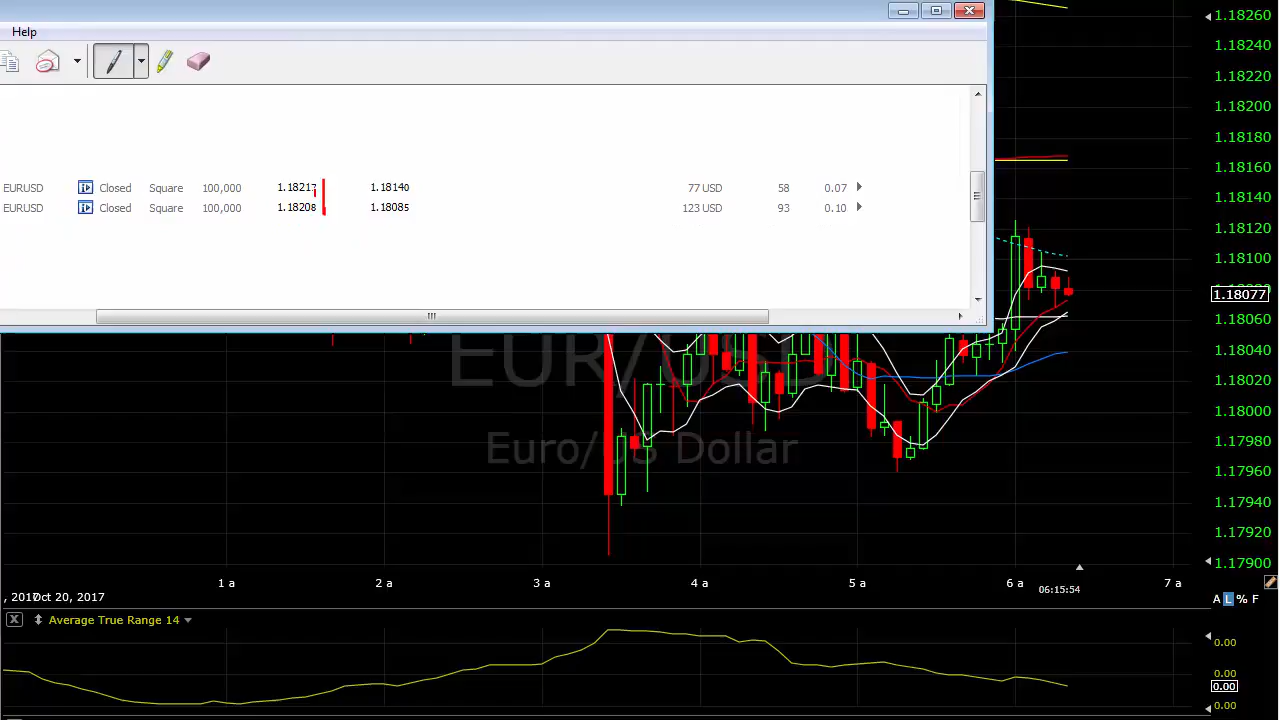 Help
EURUSD Closed Square 100,000 1.18217 1.18140 77 USD 58 0.07
EURUSD Closed Square 100,000 1.18208 1.18085 123 USD 93 0.10
1.18260
1.18240
1.18220
1.18200
1.18180
1.18160
1.18140
1.18120
1.18100
1.18077
1.18060
1.18040
1.18020
1.18000
1.17980
1.17960
1.17940
1.17920
1.17900
EUR/USD
Euro/US Dollar
1 a 2 a 3 a 4 a 5 a 6 a 7 a
06:15:54
, 2017 Oct 20, 2017
A L % F
X Average True Range 14
0.00
0.00
0.00
0.00